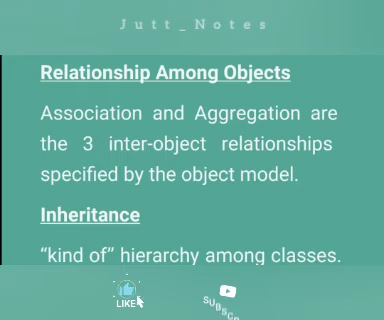 Jutt_Notes
Relationship Among Objects
Association and Aggregation are
the 3 inter-object relationships
specified by the object model.
Inheritance
“kind of” hierarchy among classes.
LIKE